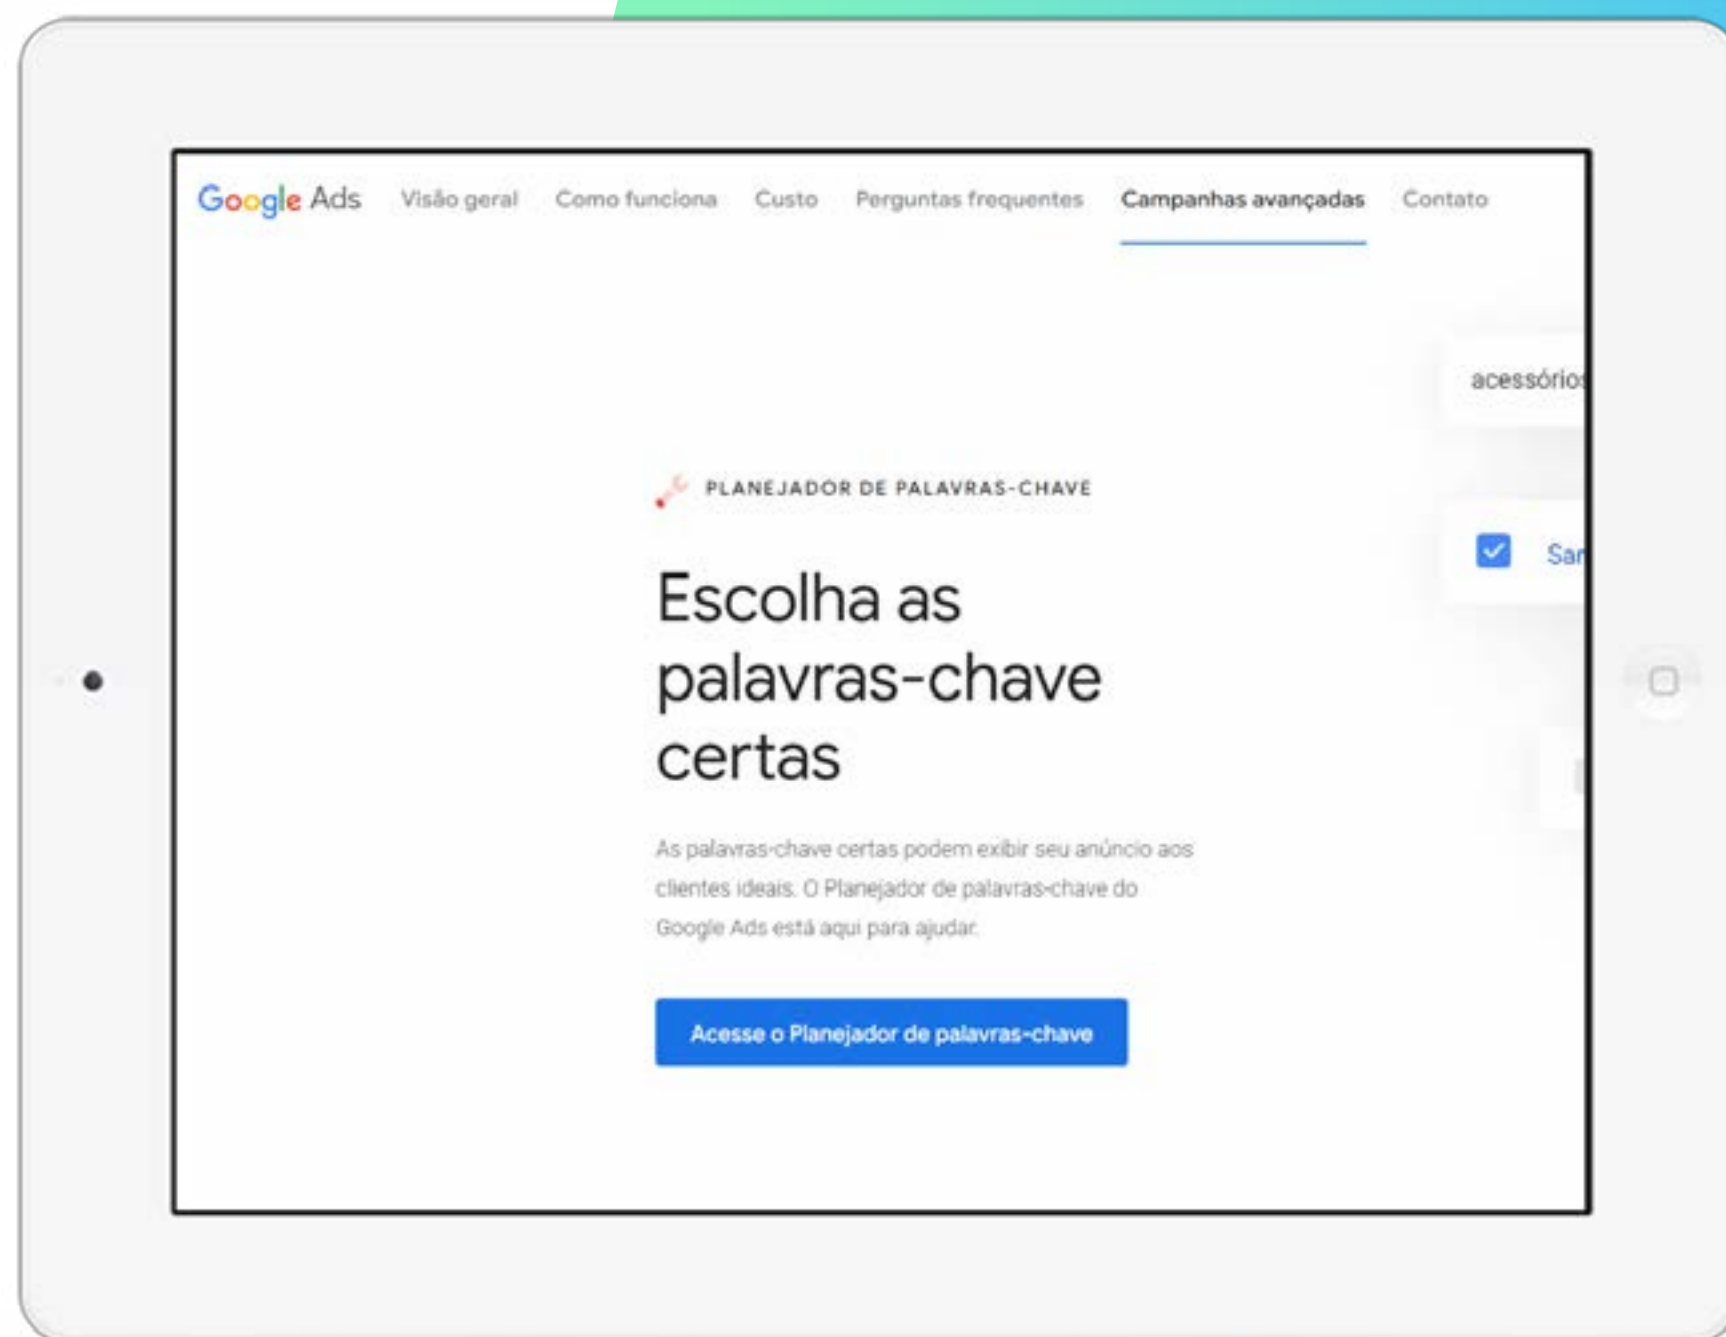 Google Ads Visão geral Como funciona Custo Perguntas frequentes Campanhas avançadas Contato
acessórios
PLANEJADOR DE PALAVRAS-CHAVE
Escolha as
palavras-chave
certas
As palavras-chave certas podem exibir seu anúncio aos
clientes ideais. O Planejador de palavras-chave do
Google Ads está aqui para ajudar.
Acesse o Planejador de palavras-chave